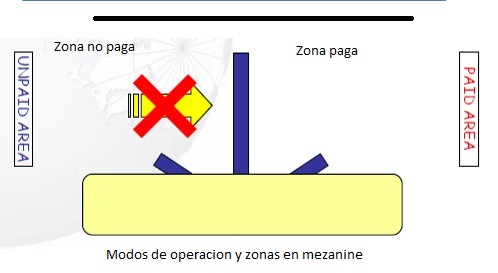 Zona no paga
Zona paga
UNPAID AREA
PAID AREA
Modos de operacion y zonas en mezanine